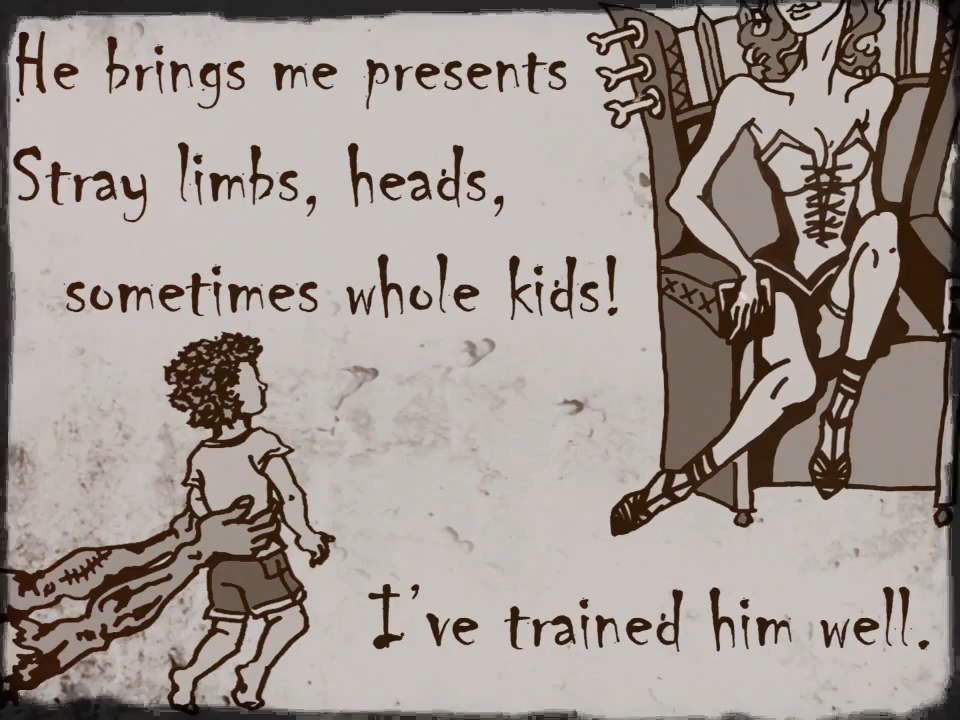 He brings me presents
Stray limbs, heads,
sometimes whole kids!
I've trained him well.